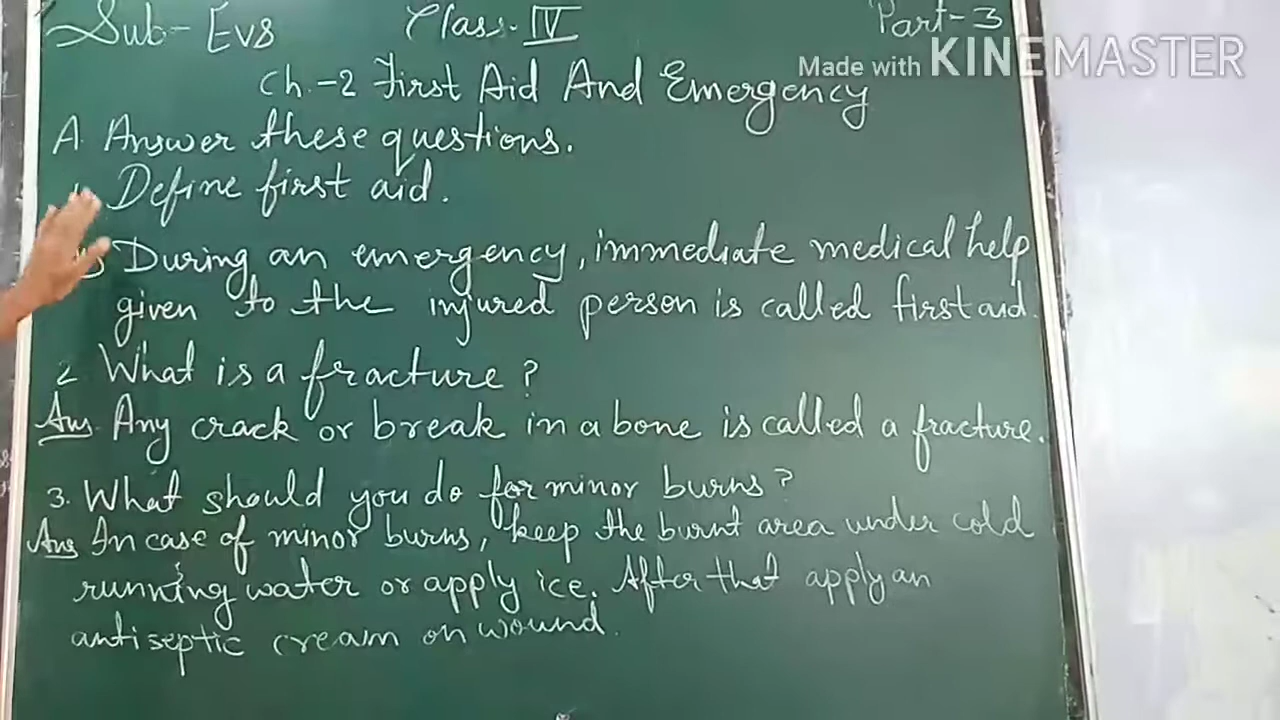 Sub- Evs Class- IV Part-3
Made with KINEMASTER
Ch.-2 First Aid And Emergency
A. Answer these questions.
Define first aid.
During an emergency, immediate medical help
given to the injured person is called first aid.
2 What is a fracture?
Ans Any crack or break in a bone is called a fracture.
3. What should you do for minor burns?
Ans In case of minor burns, keep the burnt area under cold
running water or apply ice. After that apply an
antiseptic cream on wound.